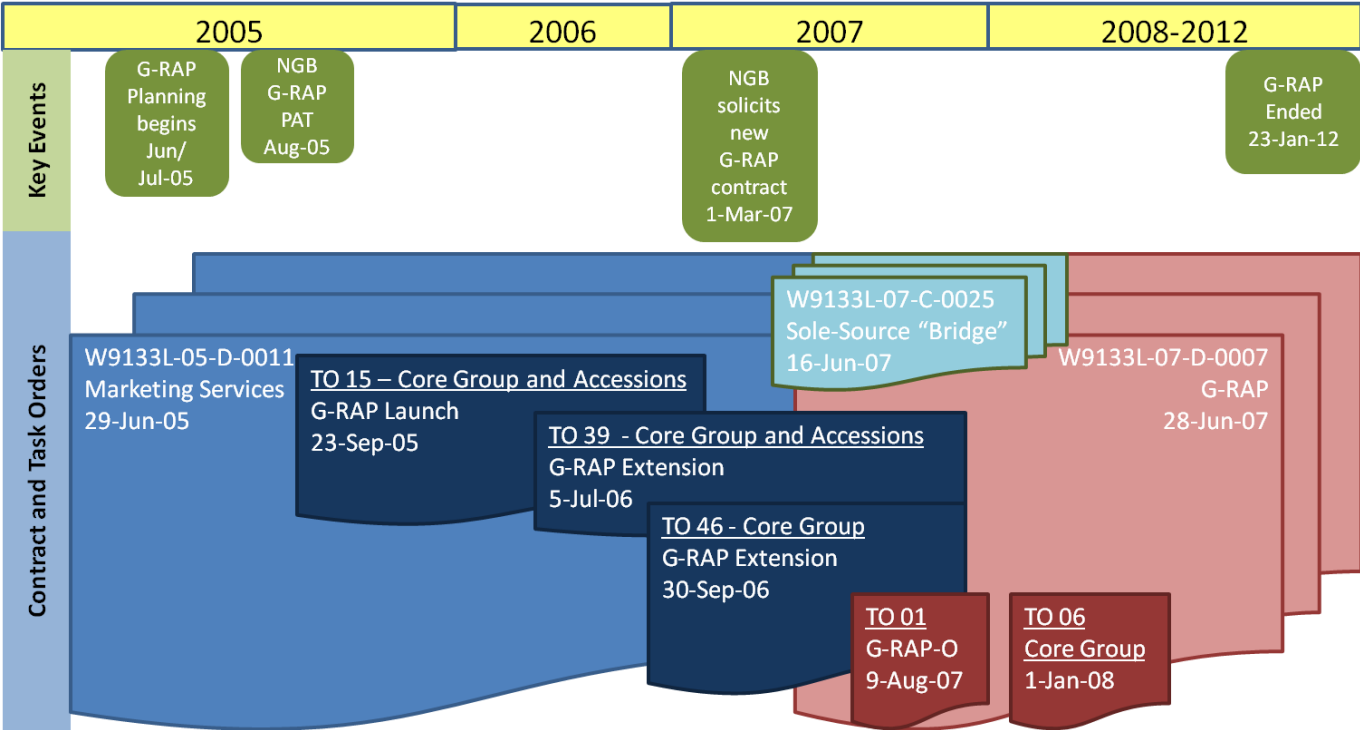 2005
2006
2007
2008-2012
Key Events
G-RAP
Planning
begins
Jun/
Jul-05
NGB
G-RAP
PAT
Aug-05
NGB
solicits
new
G-RAP
contract
1-Mar-07
G-RAP
Ended
23-Jan-12
Contract and Task Orders
W9133L-05-D-0011
Marketing Services
29-Jun-05
TO 15 – Core Group and Accessions
G-RAP Launch
23-Sep-05
TO 39 - Core Group and Accessions
G-RAP Extension
5-Jul-06
TO 46 - Core Group
G-RAP Extension
30-Sep-06
W9133L-07-C-0025
Sole-Source “Bridge”
16-Jun-07
W9133L-07-D-0007
G-RAP
28-Jun-07
TO 01
G-RAP-O
9-Aug-07
TO 06
Core Group
1-Jan-08